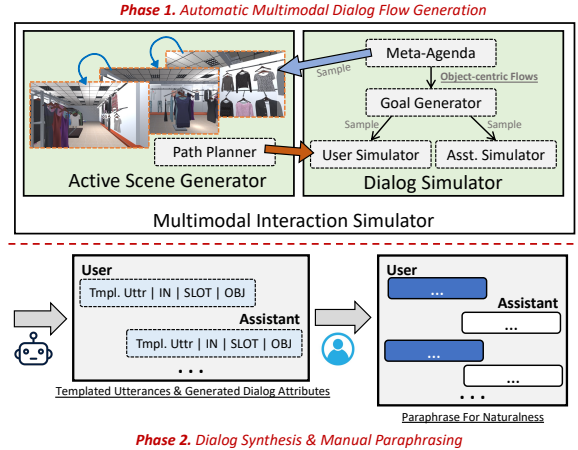 Phase 1. Automatic Multimodal Dialog Flow Generation
Meta-Agenda
Sample
Object-centric Flows
Goal Generator
Sample
Sample
Path Planner
User Simulator
Asst. Simulator
Active Scene Generator
Dialog Simulator
Multimodal Interaction Simulator
User
Tmpl. Uttr | IN | SLOT | OBJ
Assistant
Tmpl. Uttr | IN | SLOT | OBJ
...
Templated Utterances & Generated Dialog Attributes
User
...
Assistant
...
...
...
...
Paraphrase For Naturalness
Phase 2. Dialog Synthesis & Manual Paraphrasing